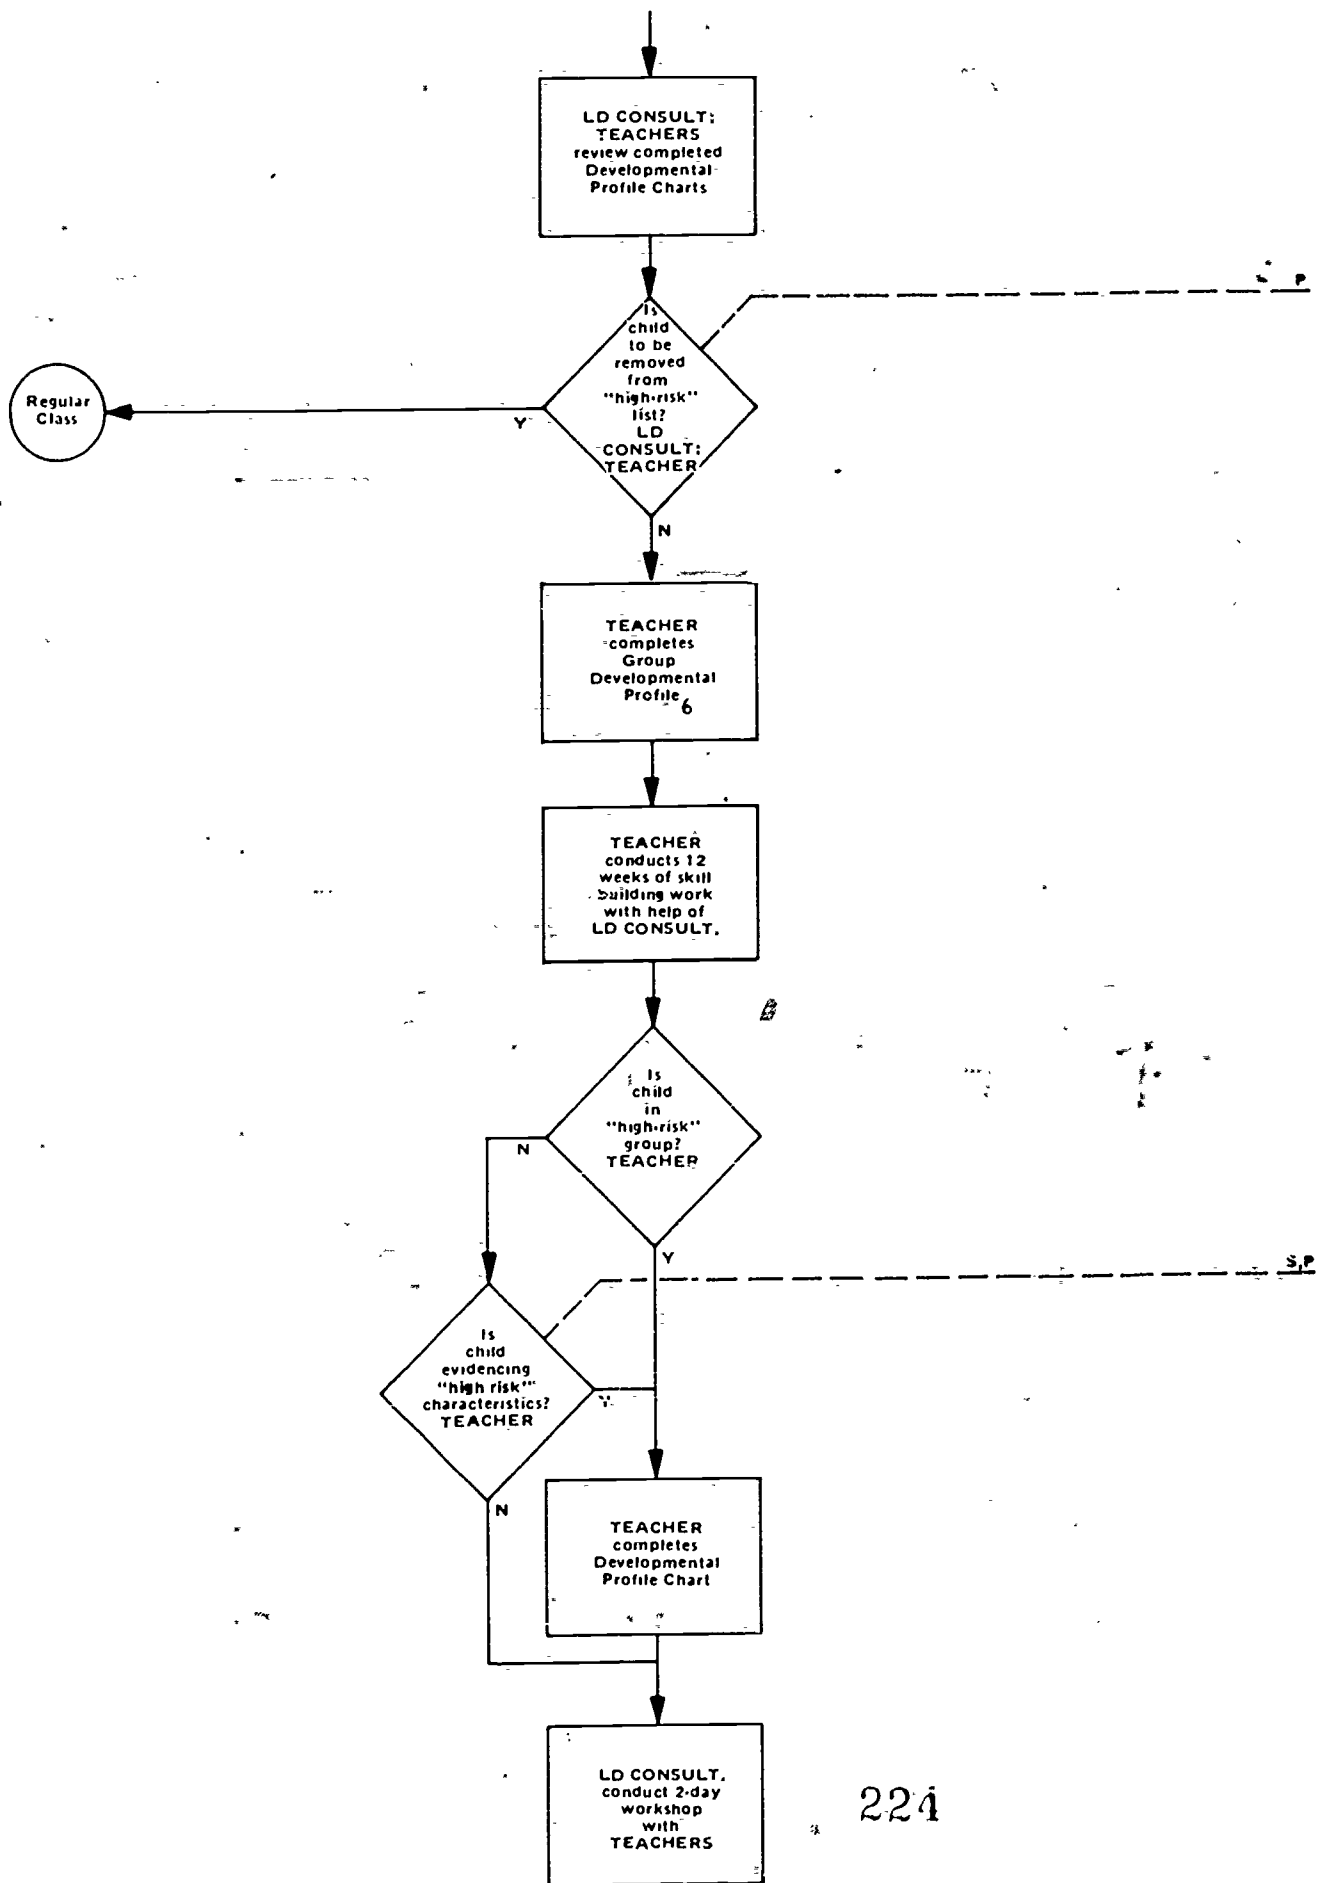 LD CONSULT;
TEACHERS
review completed
Developmental
Profile Charts
P
Is
child
to be
removed
from
"high-risk"
list?
LD
CONSULT;
TEACHER
Regular
Class
Y
N
TEACHER
completes
Group
Developmental
Profile 6
TEACHER
conducts 12
weeks of skill
building work
with help of
LD CONSULT.
Is
child
in
"high-risk"
group?
TEACHER
N
Y
S,P
Is
child
evidencing
"high risk"
characteristics?
TEACHER
Y
N
TEACHER
completes
Developmental
Profile Chart
LD CONSULT.
conduct 2-day
workshop
with
TEACHERS
224